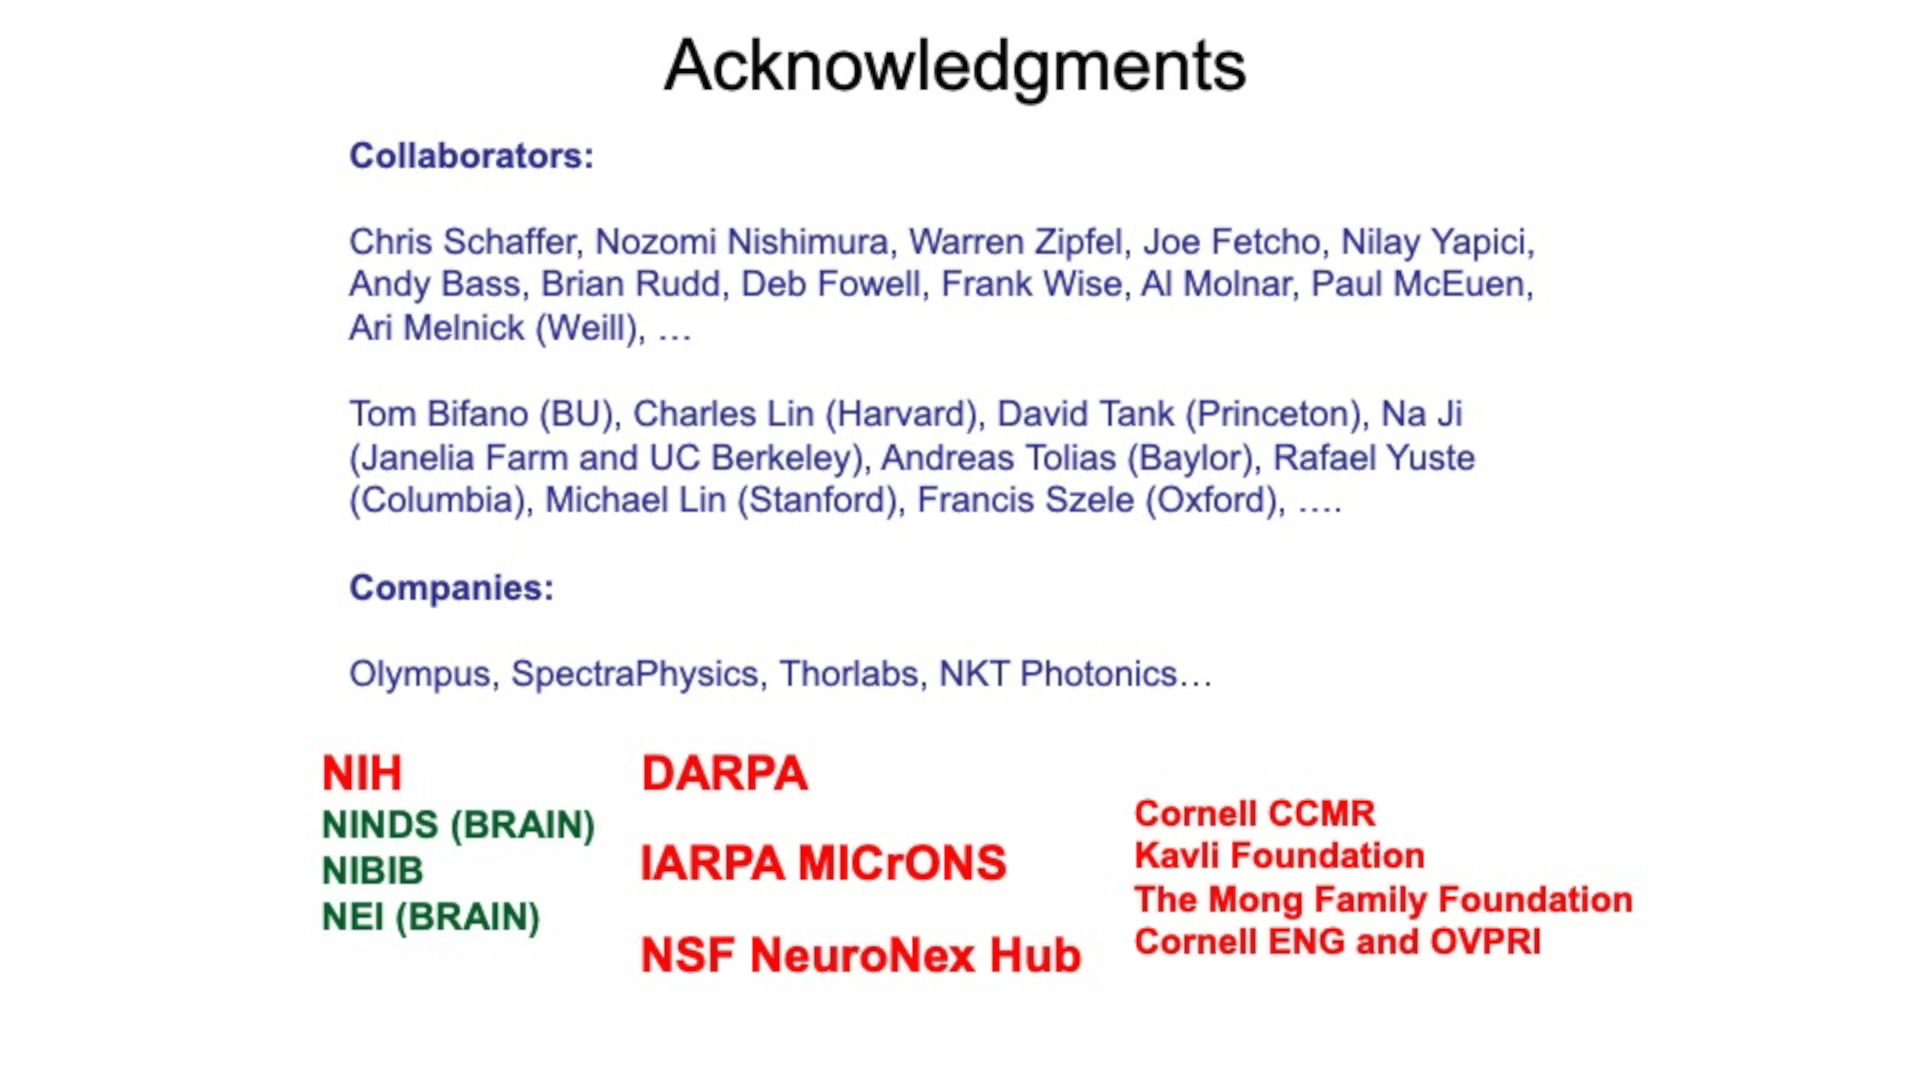 Acknowledgments
Collaborators:
Chris Schaffer, Nozomi Nishimura, Warren Zipfel, Joe Fetcho, Nilay Yapici,
Andy Bass, Brian Rudd, Deb Fowell, Frank Wise, Al Molnar, Paul McEuen,
Ari Melnick (Weill), …
Tom Bifano (BU), Charles Lin (Harvard), David Tank (Princeton), Na Ji
(Janelia Farm and UC Berkeley), Andreas Tolias (Baylor), Rafael Yuste
(Columbia), Michael Lin (Stanford), Francis Szele (Oxford), ….
Companies:
Olympus, SpectraPhysics, Thorlabs, NKT Photonics…
NIH
NINDS (BRAIN)
NIBIB
NEI (BRAIN)
DARPA
IARPA MICrONS
NSF NeuroNex Hub
Cornell CCMR
Kavli Foundation
The Mong Family Foundation
Cornell ENG and OVPRI